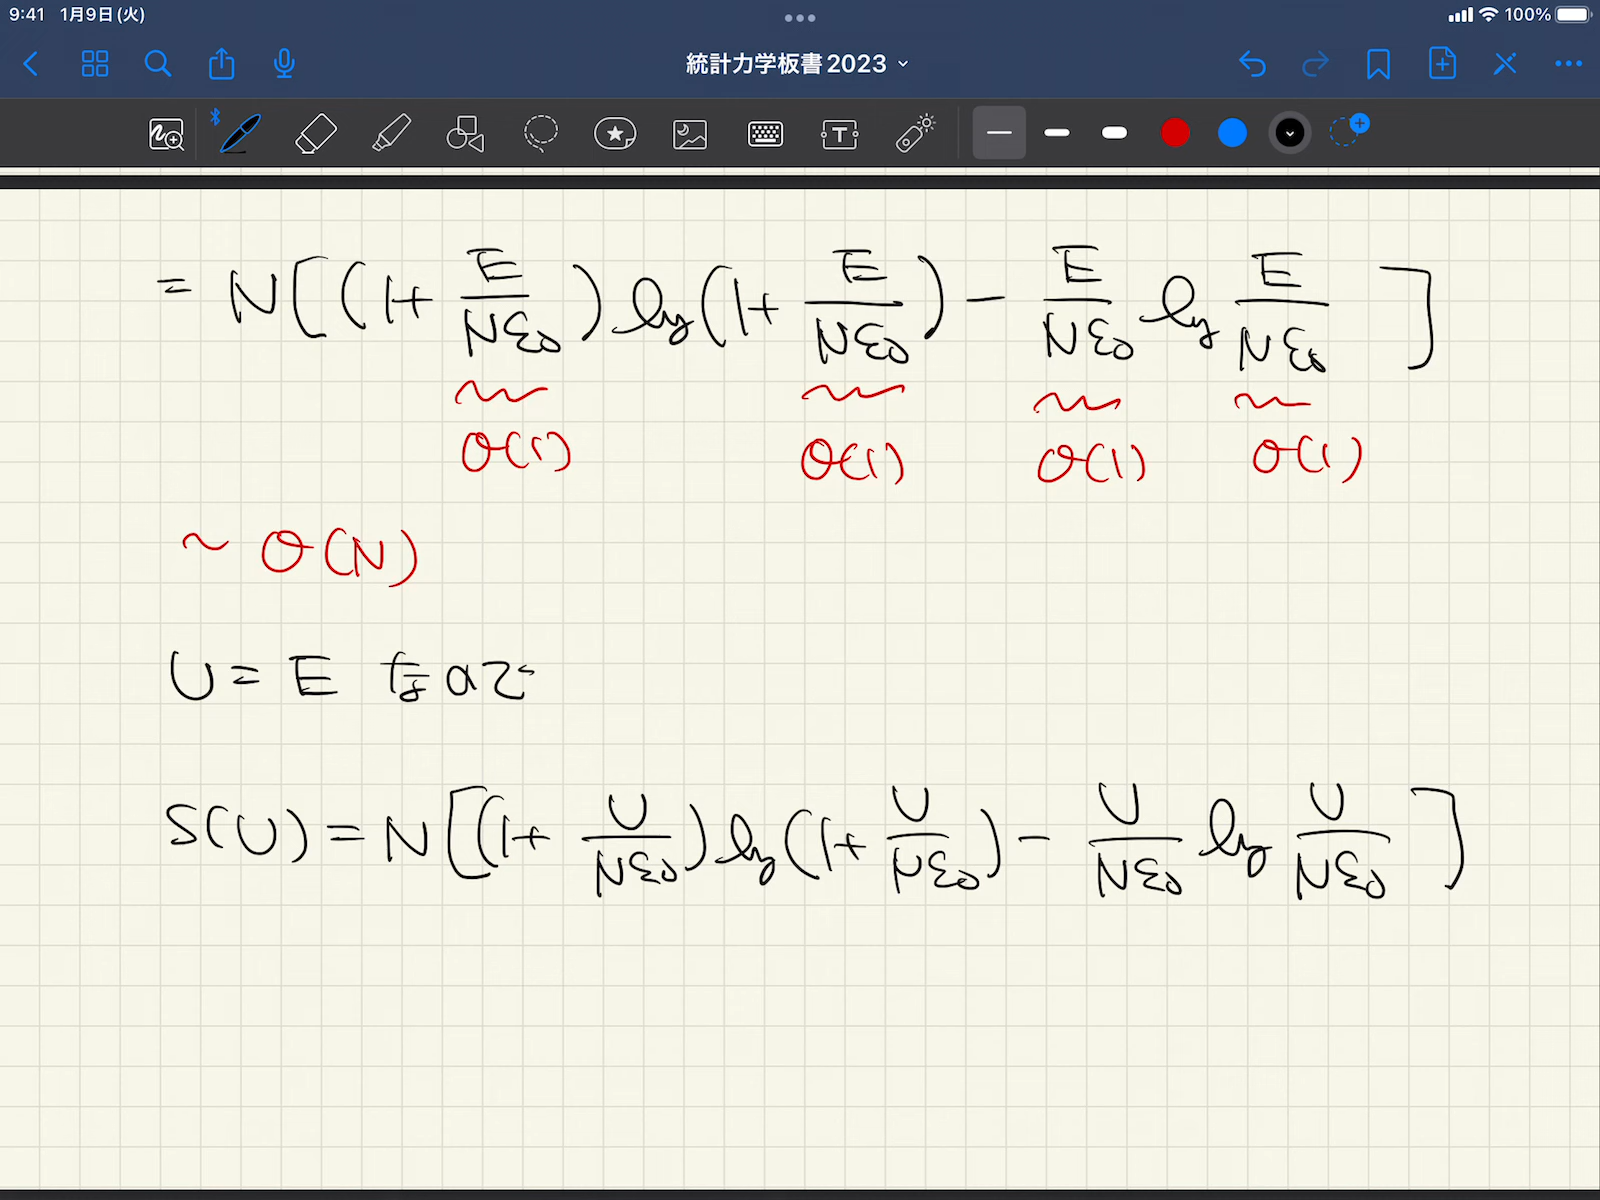 9:41 1月9日(火) 100%
統計力学板書2023
T
= N[(1+ E/Nε₀) log(1+ E/Nε₀) - E/Nε₀ log E/Nε₀ ]
O(1) O(1) O(1) O(1)
~ O(N)
U = E なので
S(U) = N[(1+ U/Nε₀) log(1+ U/Nε₀) - U/Nε₀ log U/Nε₀ ]